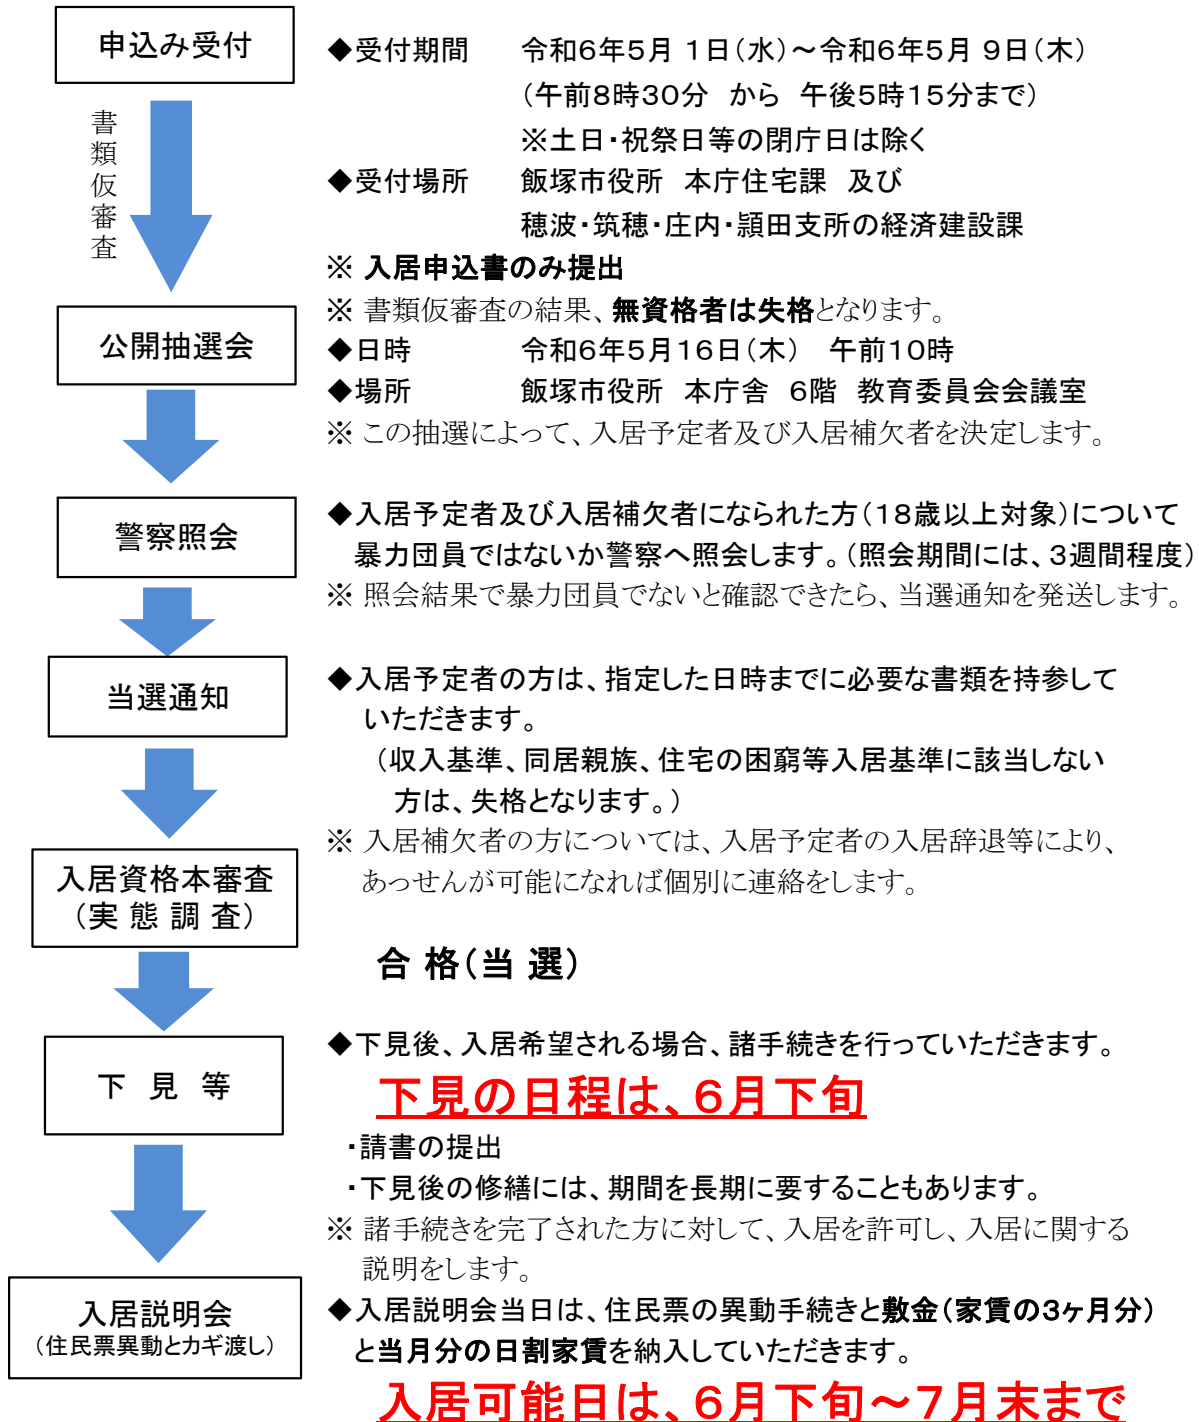 申込み受付
◆受付期間　令和6年5月 1日(水)～令和6年5月 9日(木)
(午前8時30分 から 午後5時15分まで)
※土日・祝祭日等の閉庁日は除く
書類仮審査
◆受付場所　飯塚市役所 本庁住宅課 及び
穂波・筑穂・庄内・頴田支所の経済建設課
※ 入居申込書のみ提出
※ 書類仮審査の結果、無資格者は失格となります。
公開抽選会
◆日時　令和6年5月16日(木)　午前10時
◆場所　飯塚市役所 本庁舎 6階 教育委員会会議室
※ この抽選によって、入居予定者及び入居補欠者を決定します。
警察照会
◆入居予定者及び入居補欠者になられた方(18歳以上対象)について
暴力団員ではないか警察へ照会します。(照会期間には、3週間程度)
※ 照会結果で暴力団員でないと確認できたら、当選通知を発送します。
当選通知
◆入居予定者の方は、指定した日時までに必要な書類を持参して
いただきます。
(収入基準、同居親族、住宅の困窮等入居基準に該当しない
方は、失格となります。)
※ 入居補欠者の方については、入居予定者の入居辞退等により、
あっせんが可能になれば個別に連絡をします。
入居資格本審査
(実 態 調 査)
合 格(当 選)
下 見 等
◆下見後、入居希望される場合、諸手続きを行っていただきます。
下見の日程は、6月下旬
・請書の提出
・下見後の修繕には、期間を長期に要することもあります。
※ 諸手続きを完了された方に対して、入居を許可し、入居に関する
説明をします。
入居説明会
(住民票異動とカギ渡し)
◆入居説明会当日は、住民票の異動手続きと敷金(家賃の3ヶ月分)
と当月分の日割家賃を納入していただきます。
入居可能日は、6月下旬～7月末まで